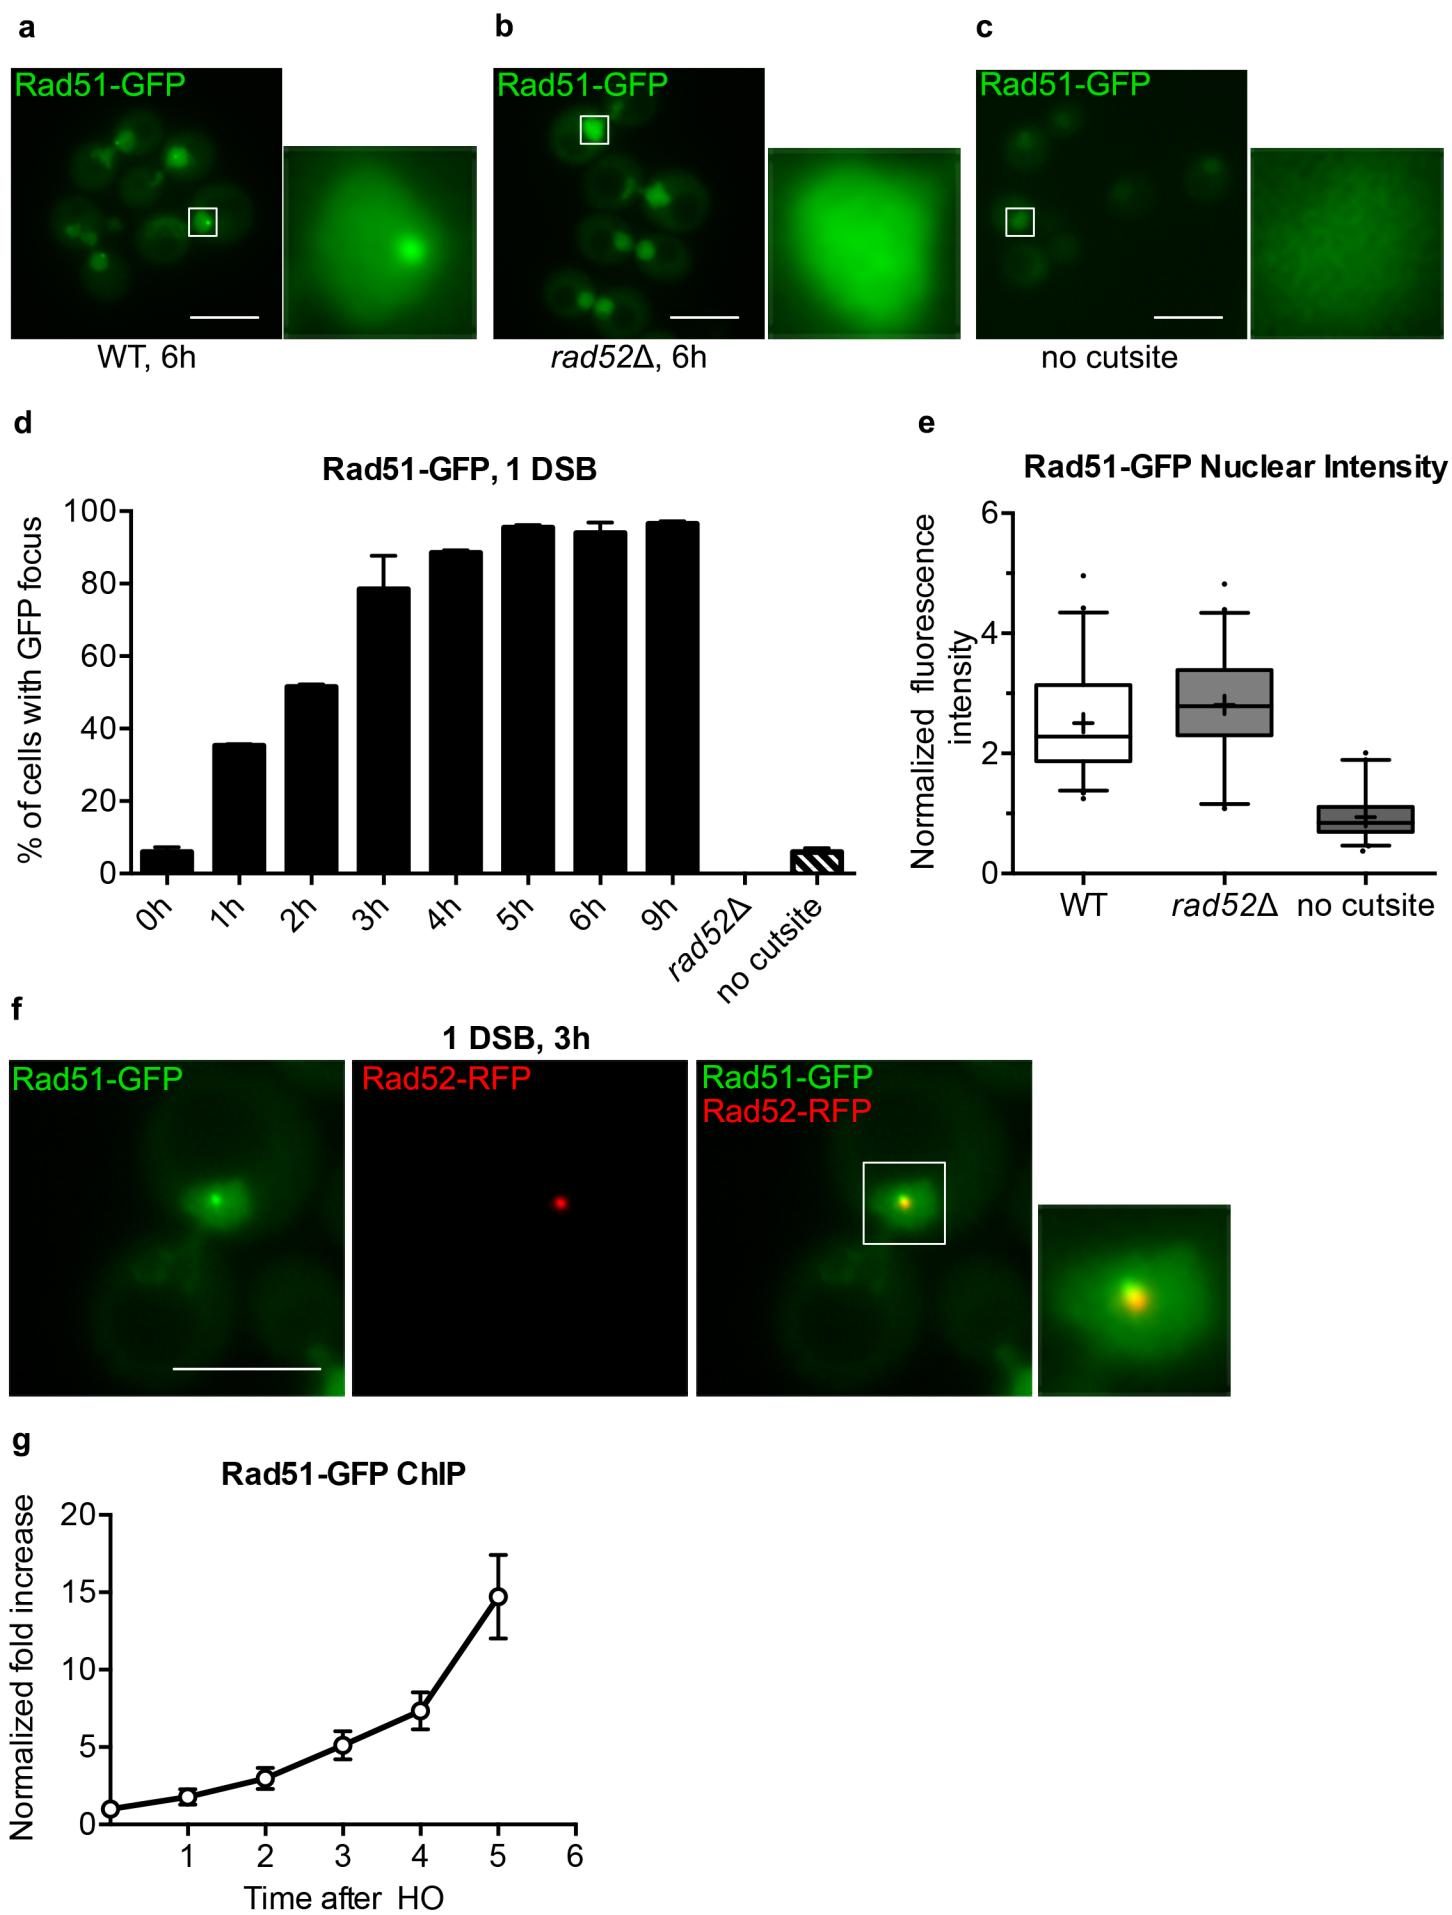 a
b
c
Rad51-GFP
Rad51-GFP
Rad51-GFP
WT, 6h
rad52Δ, 6h
no cutsite
d
e
Rad51-GFP, 1 DSB
% of cells with GFP focus
100
80
60
40
20
0
0h
1h
2h
3h
4h
5h
6h
9h
rad52Δ
no cutsite
Rad51-GFP Nuclear Intensity
Normalized fluorescence
intensity
6
4
2
0
WT
rad52Δ
no cutsite
f
1 DSB, 3h
Rad51-GFP
Rad52-RFP
Rad51-GFP
Rad52-RFP
g
Rad51-GFP ChIP
Normalized fold increase
20
15
10
5
0
1
2
3
4
5
6
Time after HO